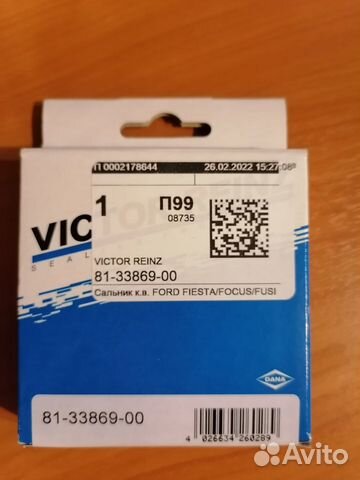 П 0002178644 26.02.2022 15:27:08
1 П99
08735
VIC
SEAL
VICTOR REINZ
81-33869-00
Сальник к.в. FORD FIESTA/FOCUS/FUSI
DANA
81-33869-00
4 026634 260289
Avito